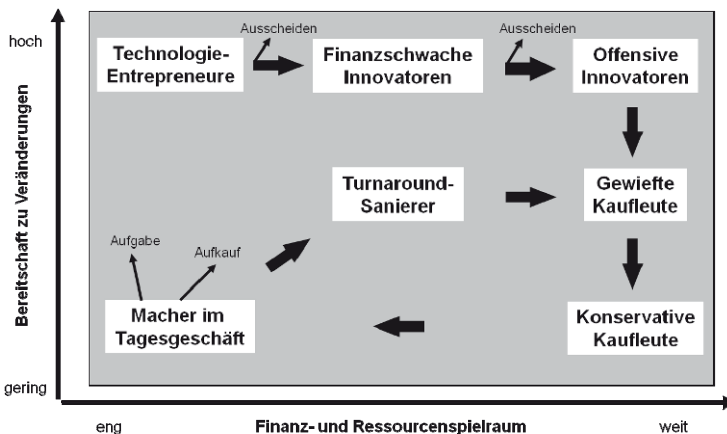 Ausscheiden
Ausscheiden
hoch
Technologie-
Entrepreneure
Finanzschwache
Innovatoren
Offensive
Innovatoren
Bereitschaft zu Veränderungen
Turnaround-
Sanierer
Gewiefte
Kaufleute
Aufgabe
Aufkauf
Macher im
Tagesgeschäft
Konservative
Kaufleute
gering
eng
Finanz- und Ressourcenspielraum
weit